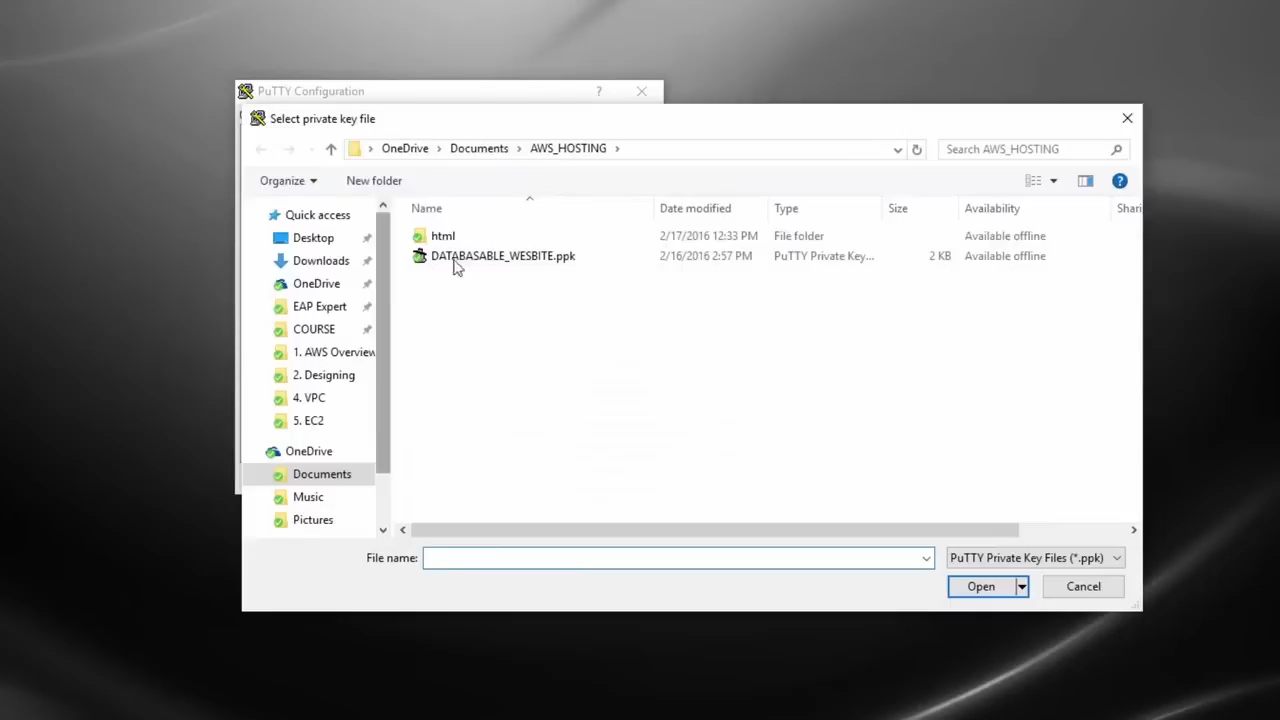 PuTTY Configuration ?
Select private key file
OneDrive › Documents › AWS_HOSTING ›
Search AWS_HOSTING
Organize New folder ?
Name Date modified Type Size Availability Shari
html 2/17/2016 12:33 PM File folder Available offline
DATABASABLE_WESBITE.ppk 2/16/2016 2:57 PM PuTTY Private Key... 2 KB Available offline
Quick access
Desktop
Downloads
OneDrive
EAP Expert
COURSE
1. AWS Overview
2. Designing
4. VPC
5. EC2
OneDrive
Documents
Music
Pictures
File name:
PuTTY Private Key Files (*.ppk)
Open Cancel